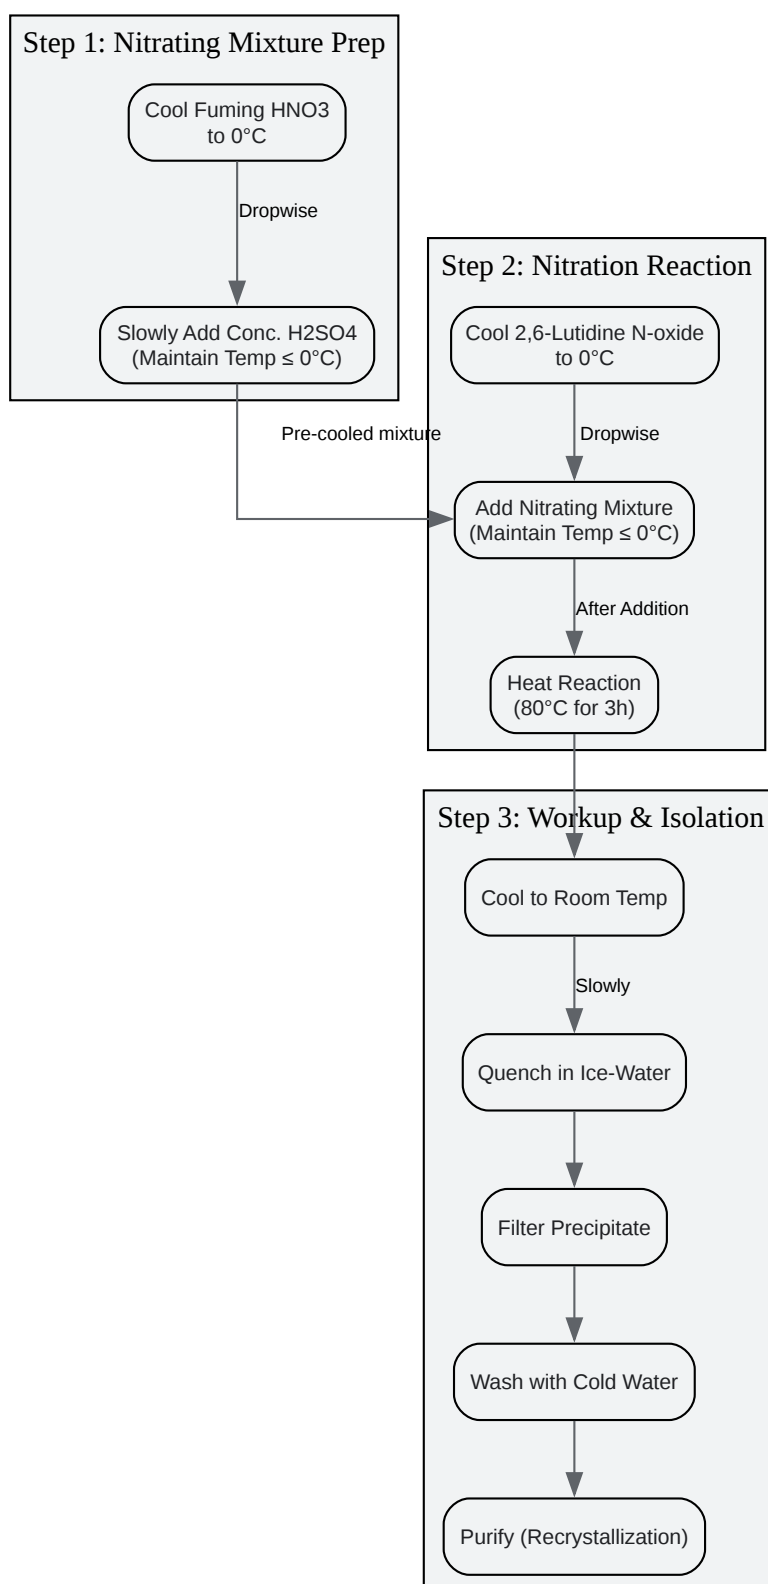 Step 1: Nitrating Mixture Prep
Cool Fuming HNO3
to 0°C
Dropwise
Slowly Add Conc. H2SO4
(Maintain Temp ≤ 0°C)
Pre-cooled mixture
Step 2: Nitration Reaction
Cool 2,6-Lutidine N-oxide
to 0°C
Dropwise
Add Nitrating Mixture
(Maintain Temp ≤ 0°C)
After Addition
Heat Reaction
(80°C for 3h)
Step 3: Workup & Isolation
Cool to Room Temp
Slowly
Quench in Ice-Water
Filter Precipitate
Wash with Cold Water
Purify (Recrystallization)